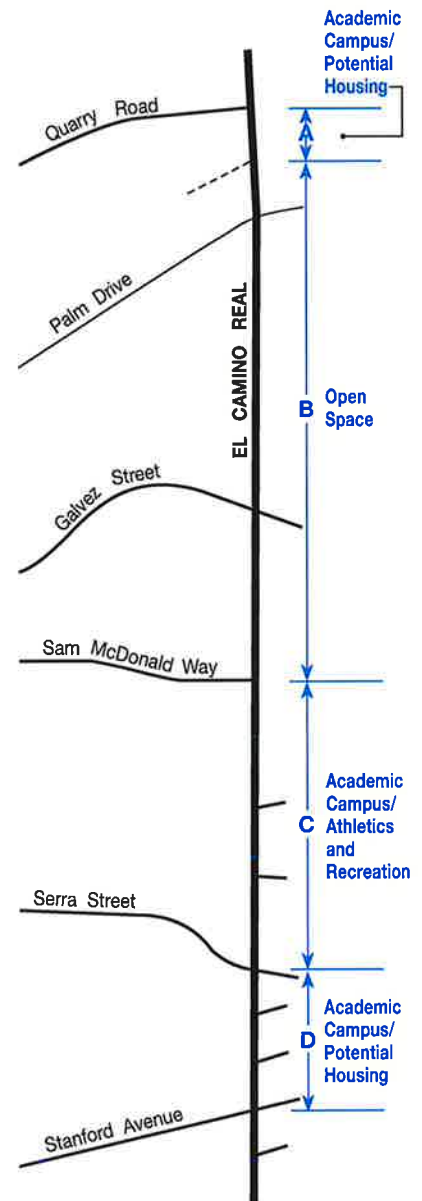 Academic
Campus/
Potential
Housing
Quarry Road
A
Palm Drive
EL CAMINO REAL
B
Open
Space
Galvez Street
Sam McDonald Way
Academic
Campus/
C
Athletics
and
Recreation
Serra Street
Academic
Campus/
D
Potential
Housing
Stanford Avenue